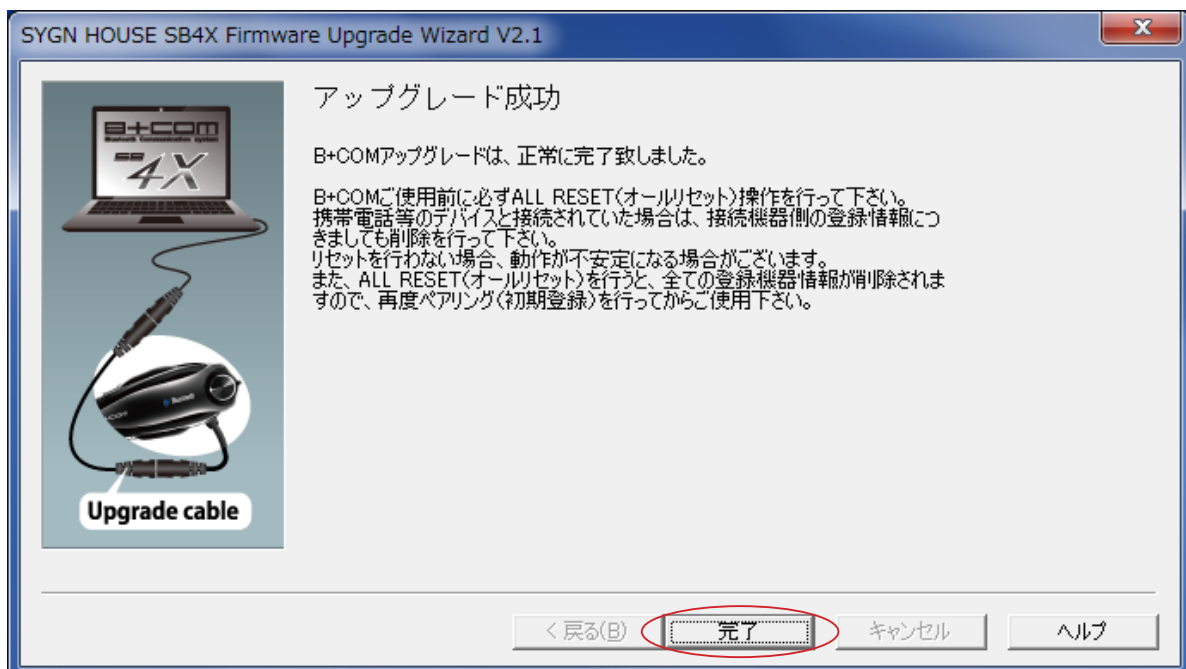 SYGN HOUSE SB4X Firmware Upgrade Wizard V2.1
アップグレード成功
B+COMアップグレードは、正常に完了致しました。
B+COMご使用前に必ずALL RESET(オールリセット)操作を行って下さい。
携帯電話等のデバイスと接続されていた場合は、接続機器側の登録情報につ
きましても削除を行って下さい。
リセットを行わない場合、動作が不安定になる場合がございます。
また、ALL RESET(オールリセット)を行うと、全ての登録機器情報が削除されま
すので、再度ペアリング(初期登録)を行ってからご使用下さい。
B+COM
Bluetooth Communication system
SB
4X
Bluetooth
B+COM
Upgrade cable
< 戻る(B)
完了
キャンセル
ヘルプ